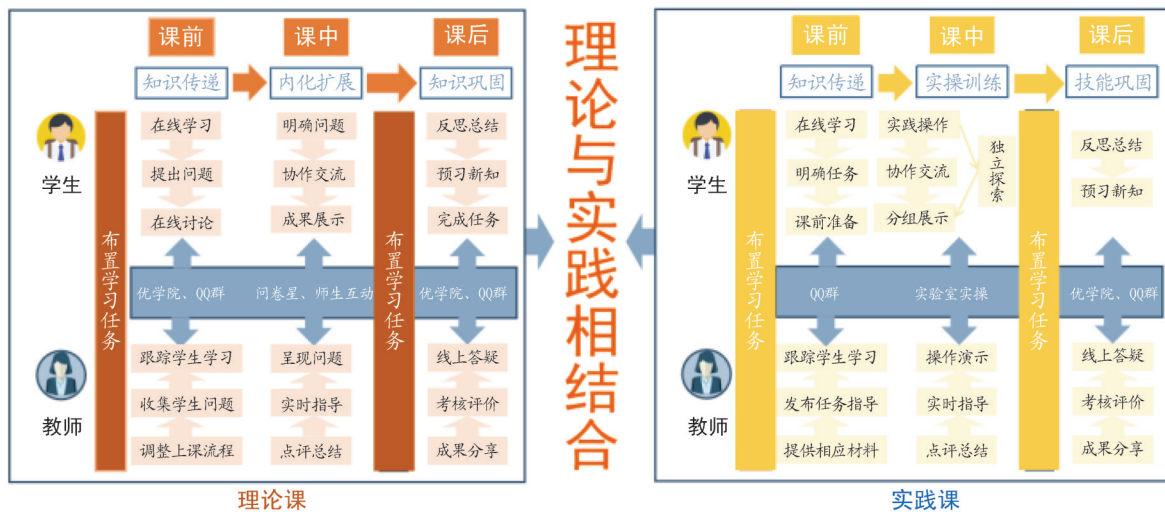 课前
课中
课后
知识传递
内化扩展
知识巩固
学生
布置学习任务
在线学习
提出问题
在线讨论
明确问题
协作交流
成果展示
布置学习任务
反思总结
预习新知
完成任务
优学院、QQ群
问卷星、师生互动
优学院、QQ群
教师
跟踪学生学习
收集学生问题
调整上课流程
呈现问题
实时指导
点评总结
线上答疑
考核评价
成果分享
理论课
理论与实践相结合
课前
课中
课后
知识传递
实操训练
技能巩固
学生
布置学习任务
在线学习
明确任务
课前准备
实践操作
协作交流
分组展示
独立探索
布置学习任务
反思总结
预习新知
QQ群
实验室实操
优学院、QQ群
教师
跟踪学生学习
发布任务指导
提供相应材料
操作演示
实时指导
点评总结
线上答疑
考核评价
成果分享
实践课